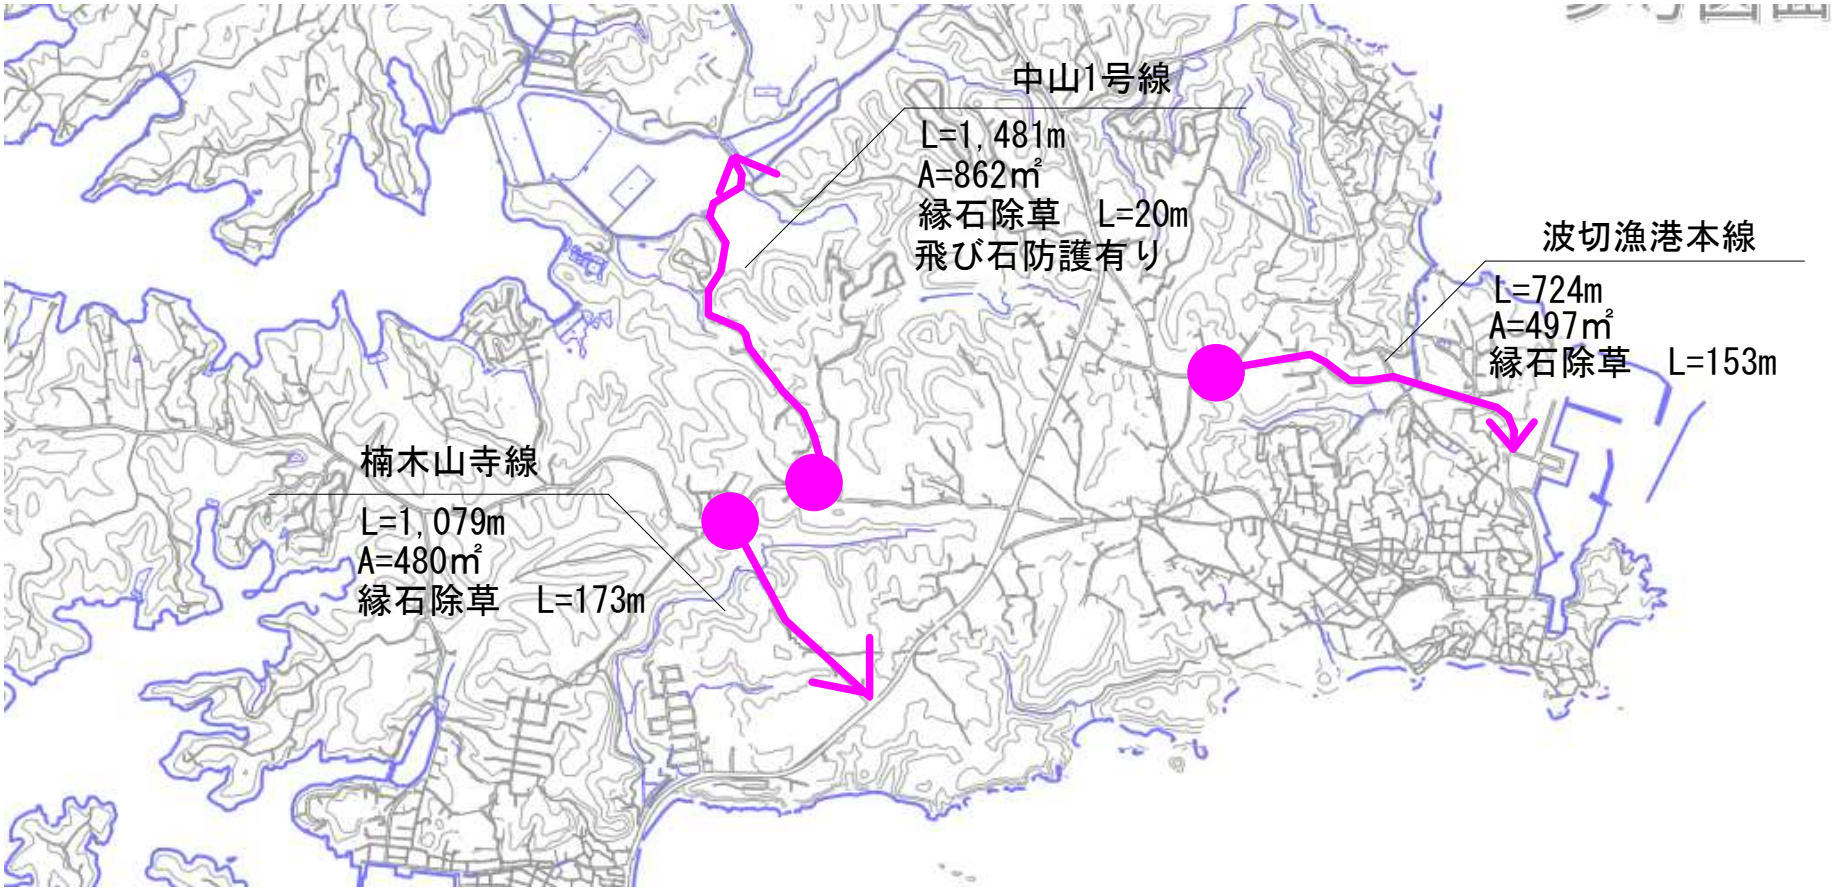 中山1号線
L=1,481m
A=862㎡
縁石除草　L=20m
飛び石防護有り
波切漁港本線
L=724m
A=497㎡
縁石除草　L=153m
楠木山寺線
L=1,079m
A=480㎡
縁石除草　L=173m